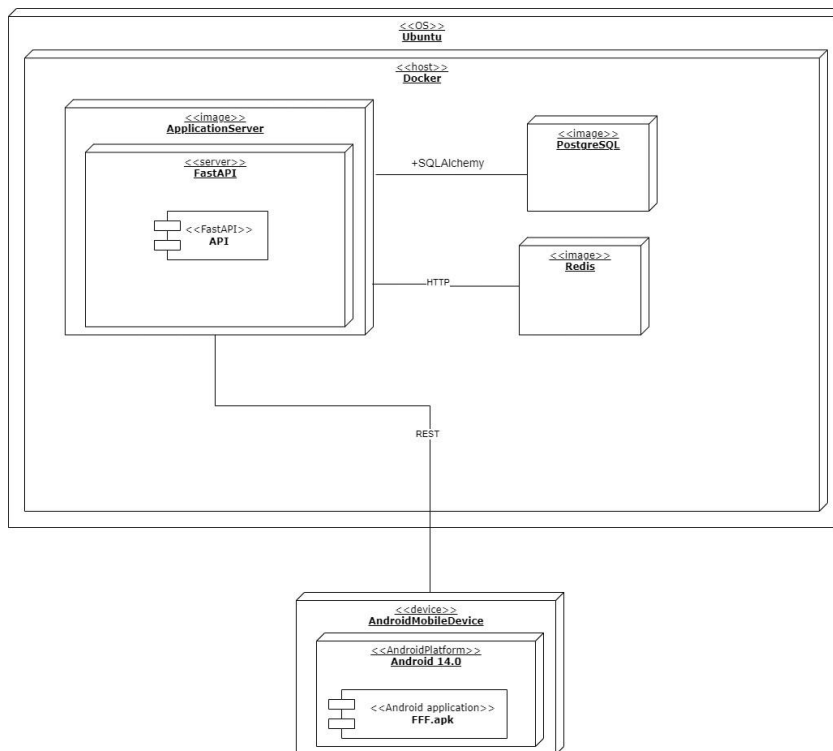 <<OS>>
Ubuntu
<<host>>
Docker
<<image>>
ApplicationServer
<<server>>
FastAPI
<<FastAPI>>
API
+SQLAlchemy
<<image>>
PostgreSQL
HTTP
<<image>>
Redis
REST
<<device>>
AndroidMobileDevice
<<AndroidPlatform>>
Android 14.0
<<Android application>>
FFF.apk